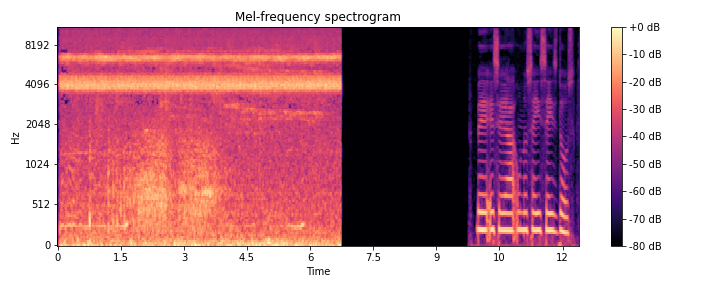 Mel-frequency spectrogram
8192
4096
2048
1024
512
0
Hz
0 1.5 3 4.5 6 7.5 9 10 12
Time
+0 dB
-10 dB
-20 dB
-30 dB
-40 dB
-50 dB
-60 dB
-70 dB
-80 dB